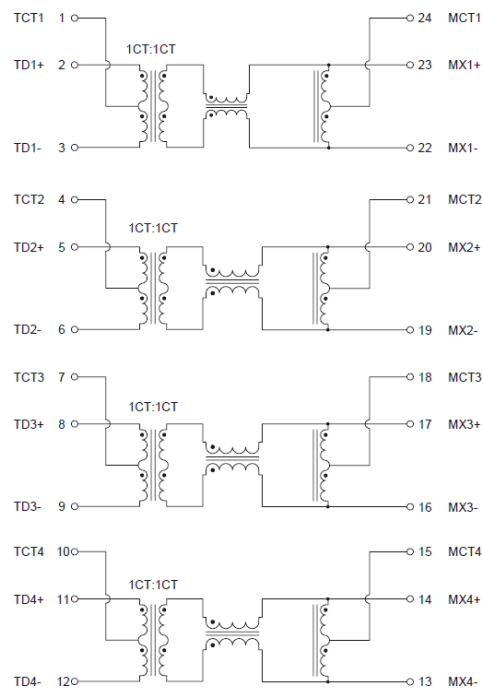 TCT1 1 24 MCT1
1CT:1CT
TD1+ 2 23 MX1+
TD1- 3 22 MX1-
TCT2 4 21 MCT2
1CT:1CT
TD2+ 5 20 MX2+
TD2- 6 19 MX2-
TCT3 7 18 MCT3
1CT:1CT
TD3+ 8 17 MX3+
TD3- 9 16 MX3-
TCT4 10 15 MCT4
1CT:1CT
TD4+ 11 14 MX4+
TD4- 12 13 MX4-